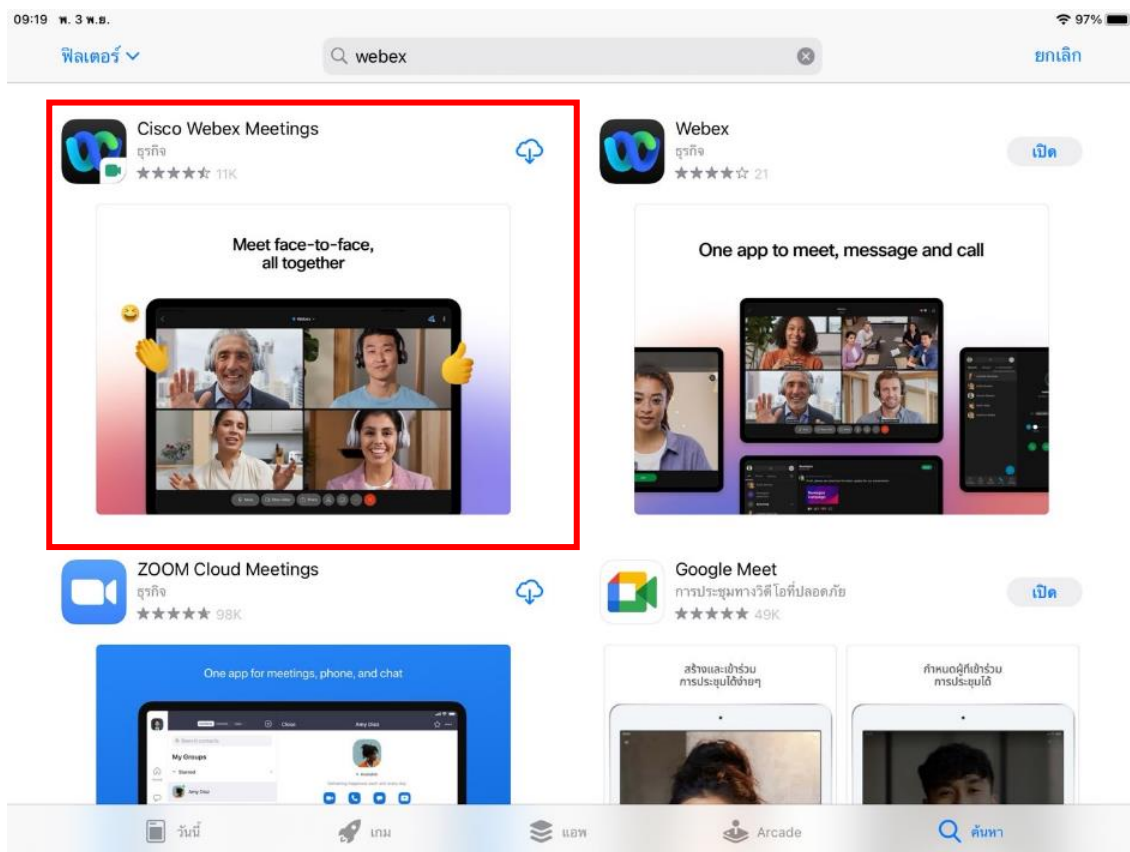 09:19 พ. 3 พ.ย.
97%
ฟิลเตอร์
webex
ยกเลิก
Cisco Webex Meetings
ธุรกิจ
11K
Meet face-to-face,
all together
Webex
ธุรกิจ
21
เปิด
One app to meet, message and call
ZOOM Cloud Meetings
ธุรกิจ
98K
One app for meetings, phone, and chat
Close
Amy Diaz
My Groups
Starred
Amy Diaz
Google Meet
การประชุมทางวิดีโอที่ปลอดภัย
49K
เปิด
สร้างและเข้าร่วม
การประชุมได้ง่ายๆ
กำหนดผู้ที่เข้าร่วม
การประชุมได้
วันนี้
เกม
แอพ
Arcade
ค้นหา